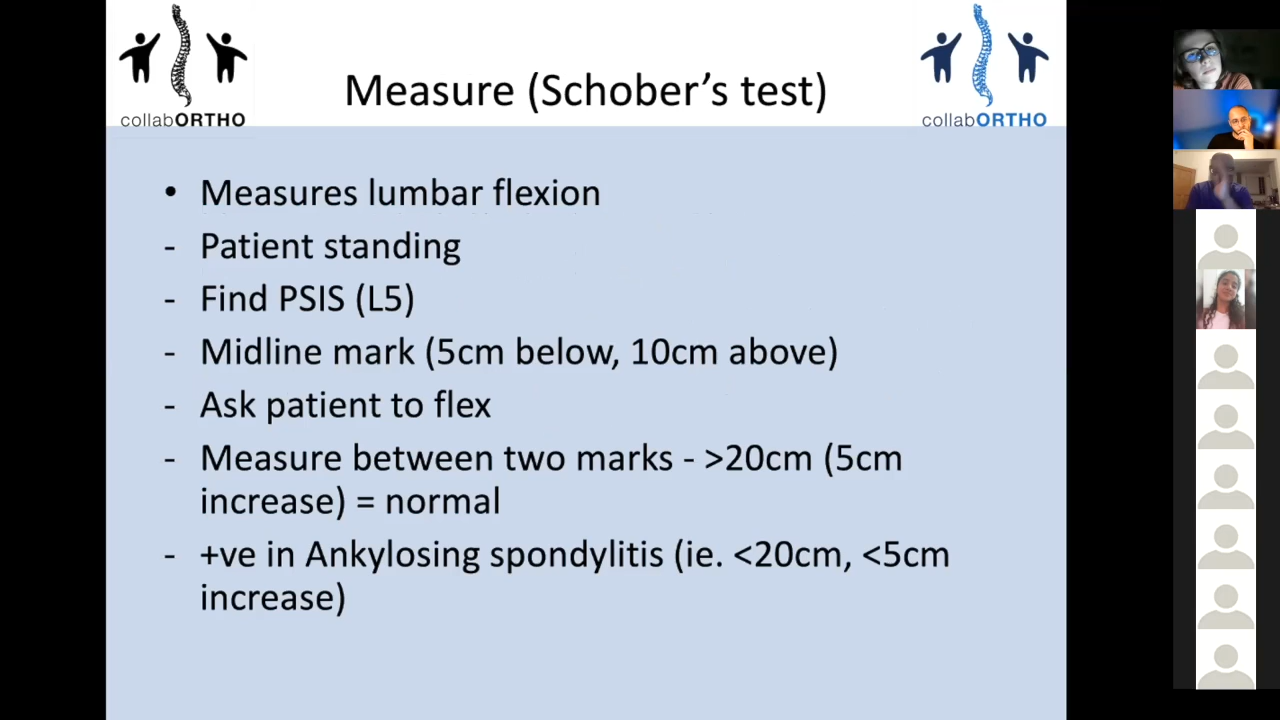 collabORTHO
Measure (Schober's test)
collabORTHO
• Measures lumbar flexion
- Patient standing
- Find PSIS (L5)
- Midline mark (5cm below, 10cm above)
- Ask patient to flex
- Measure between two marks - >20cm (5cm
increase) = normal
- +ve in Ankylosing spondylitis (ie. <20cm, <5cm
increase)